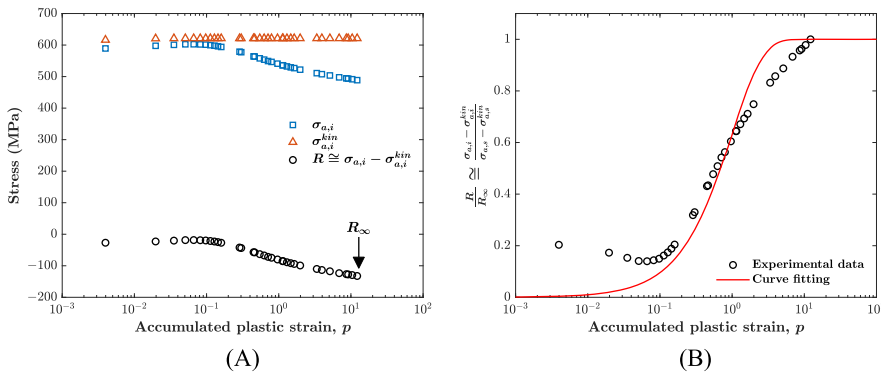 700
600
500
400
300
200
100
0
−100
−200
Stress (MPa)
σ_{a,i}
σ_{a,i}^{kin}
R ≅ σ_{a,i} − σ_{a,i}^{kin}
R_∞
10^{−3} 10^{−2} 10^{−1} 10^{0} 10^{1} 10^{2}
Accumulated plastic strain, p
(A)
1
0.8
0.6
0.4
0.2
0
R/R_∞ ≅ (σ_{a,i} − σ_{a,i}^{kin})/(σ_{a,s} − σ_{a,s}^{kin})
Experimental data
Curve fitting
10^{−3} 10^{−2} 10^{−1} 10^{0} 10^{1} 10
Accumulated plastic strain, p
(B)